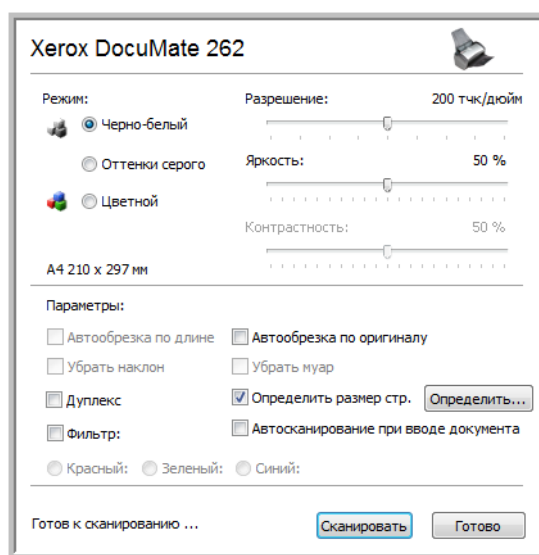 Xerox DocuMate 262
Режим:
Разрешение: 200 тчк/дюйм
Черно-белый
Оттенки серого
Яркость: 50 %
Цветной
Контрастность: 50 %
A4 210 x 297 мм
Параметры:
Автообрезка по длине
Автообрезка по оригиналу
Убрать наклон
Убрать муар
Дуплекс
Определить размер стр. Определить...
Фильтр:
Автосканирование при вводе документа
Красный: Зеленый: Синий:
Готов к сканированию ... Сканировать Готово